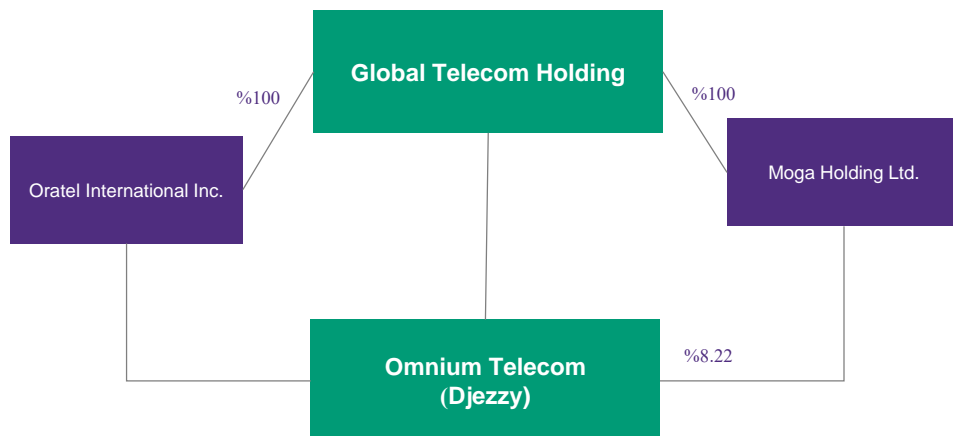 Global Telecom Holding
%100
%100
Oratel International Inc.
Moga Holding Ltd.
Omnium Telecom
(Djezzy)
%8.22